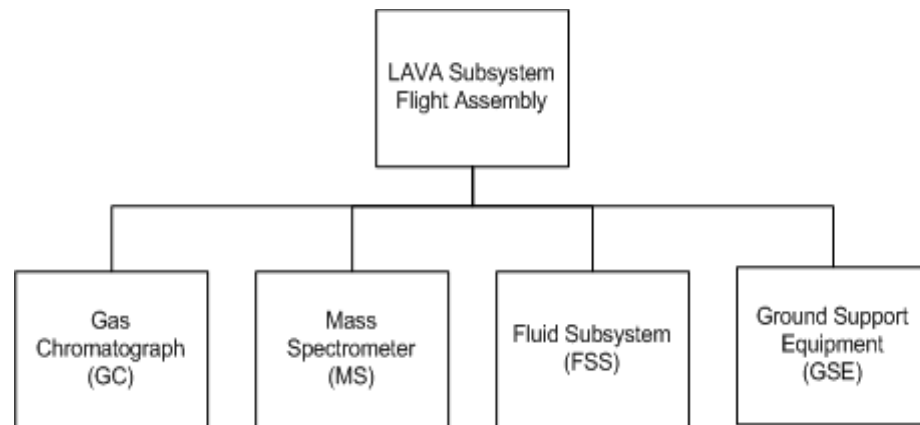 LAVA Subsystem
Flight Assembly
Gas
Chromatograph
(GC)
Mass
Spectrometer
(MS)
Fluid Subsystem
(FSS)
Ground Support
Equipment
(GSE)